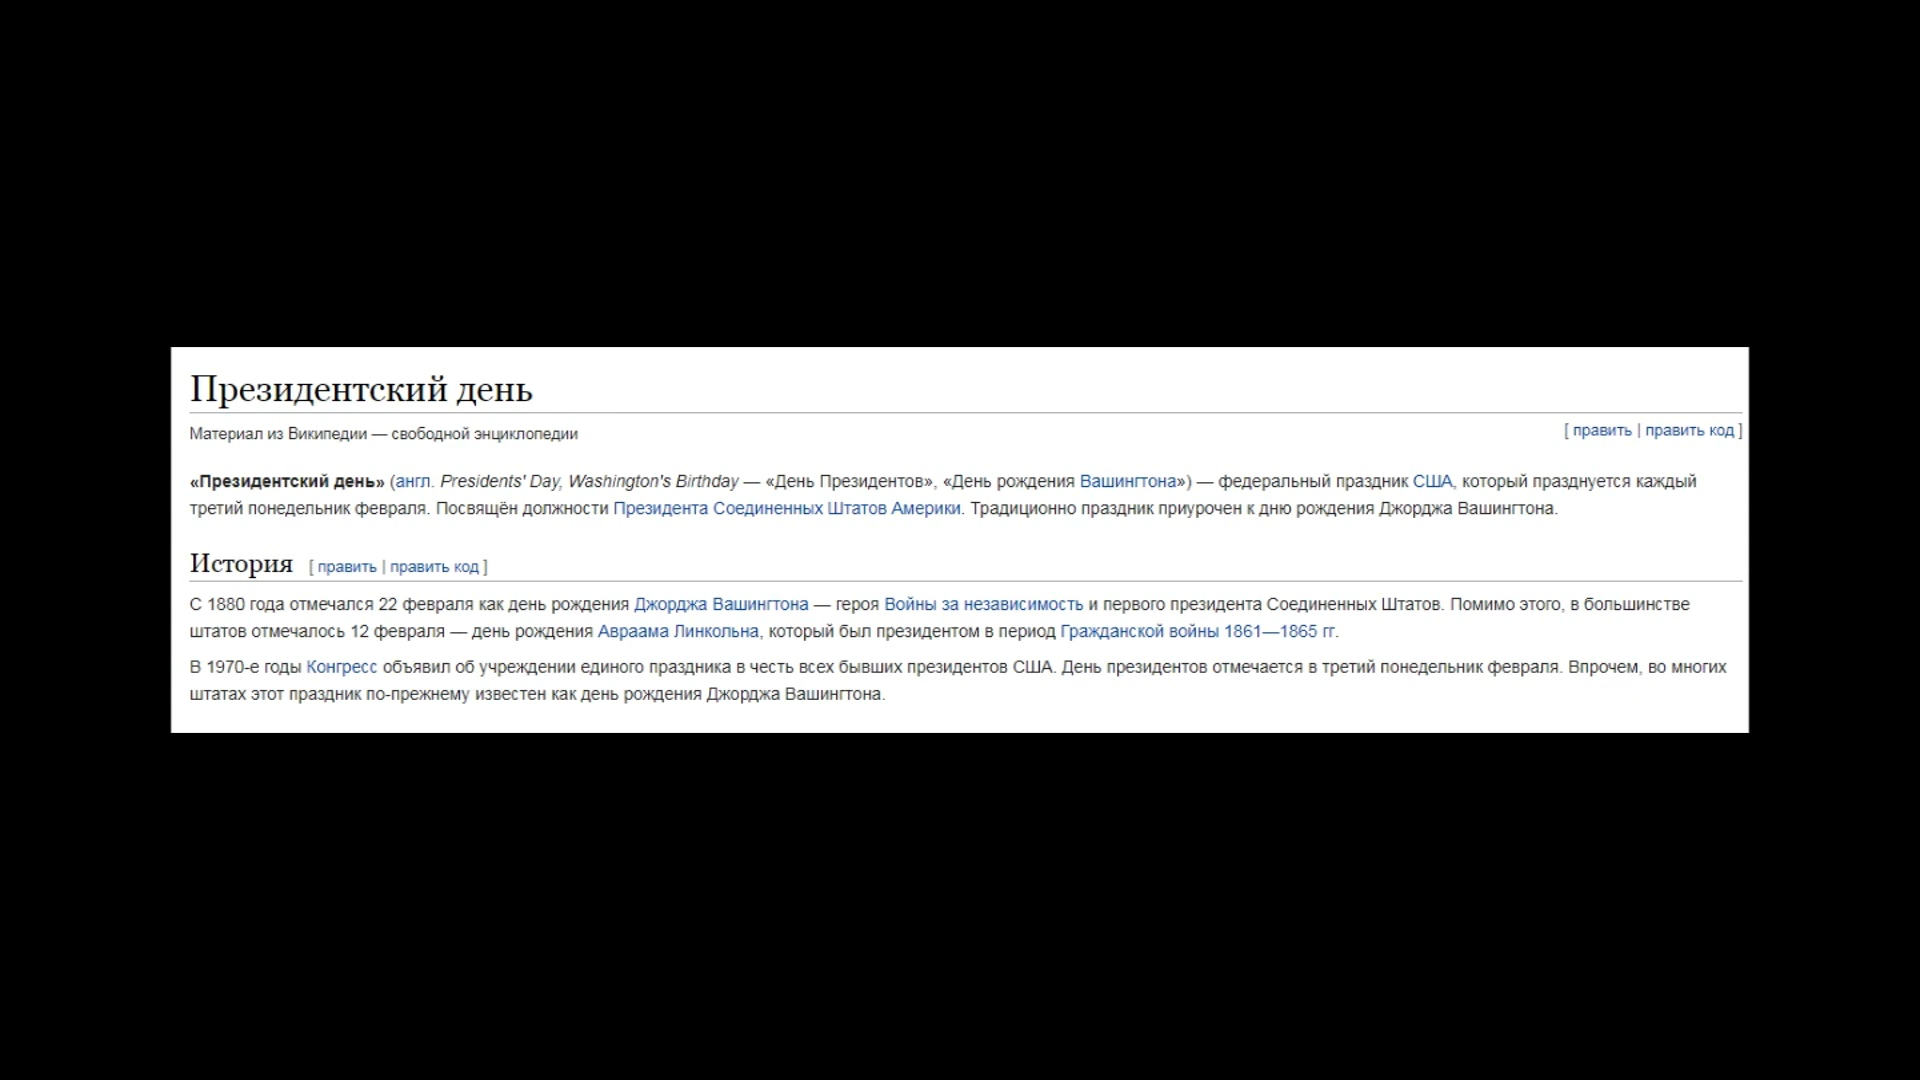 Президентский день
Материал из Википедии — свободной энциклопедии
[ править | править код ]
«Президентский день» (англ. Presidents' Day, Washington's Birthday — «День Президентов», «День рождения Вашингтона») — федеральный праздник США, который празднуется каждый
третий понедельник февраля. Посвящён должности Президента Соединенных Штатов Америки. Традиционно праздник приурочен к дню рождения Джорджа Вашингтона.
История [ править | править код ]
С 1880 года отмечался 22 февраля как день рождения Джорджа Вашингтона — героя Войны за независимость и первого президента Соединенных Штатов. Помимо этого, в большинстве
штатов отмечалось 12 февраля — день рождения Авраама Линкольна, который был президентом в период Гражданской войны 1861—1865 гг.
В 1970-е годы Конгресс объявил об учреждении единого праздника в честь всех бывших президентов США. День президентов отмечается в третий понедельник февраля. Впрочем, во многих
штатах этот праздник по-прежнему известен как день рождения Джорджа Вашингтона.